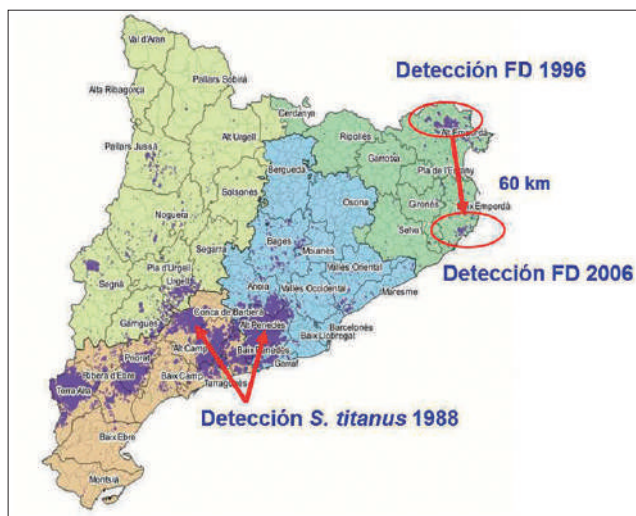 Val d'Aran
Pallars Sobirà
Alta Ribagorça
Detección FD 1996
Cerdanya
Alt Urgell
Ripollès
Alt Empordà
Pallars Jussà
Garrotxa
Berguedà
Pla de l'Estany
60 km
Solsonès
Osona
Gironès
Baix Empordà
Noguera
Selva
Bages
Segarra
Moianès
Detección FD 2006
Pla d'Urgell
Vallès Oriental
Segrià
Urgell
Anoia
Vallès Occidental
Maresme
Conca de Barberà
Alt Penedès
Garrigues
Barcelonès
Alt Camp
Baix Penedès
Baix Llobregat
Priorat
Garraf
Ribera d'Ebre
Baix Camp
Tarragonès
Terra Alta
Detección S. titanus 1988
Baix Ebre
Montsià